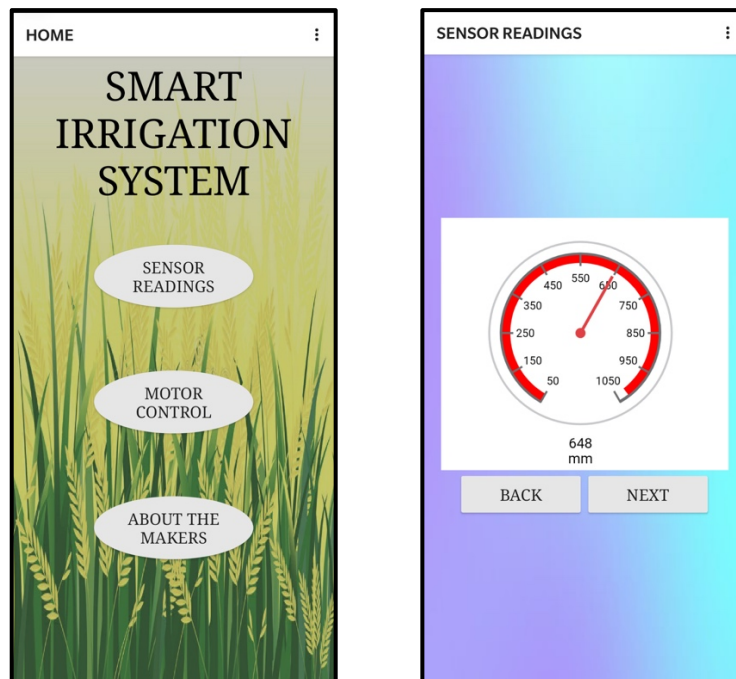 HOME
SMART
IRRIGATION
SYSTEM
SENSOR
READINGS
MOTOR
CONTROL
ABOUT THE
MAKERS
SENSOR READINGS
50
150
250
350
450
550
650
750
850
950
1050
648
mm
BACK
NEXT